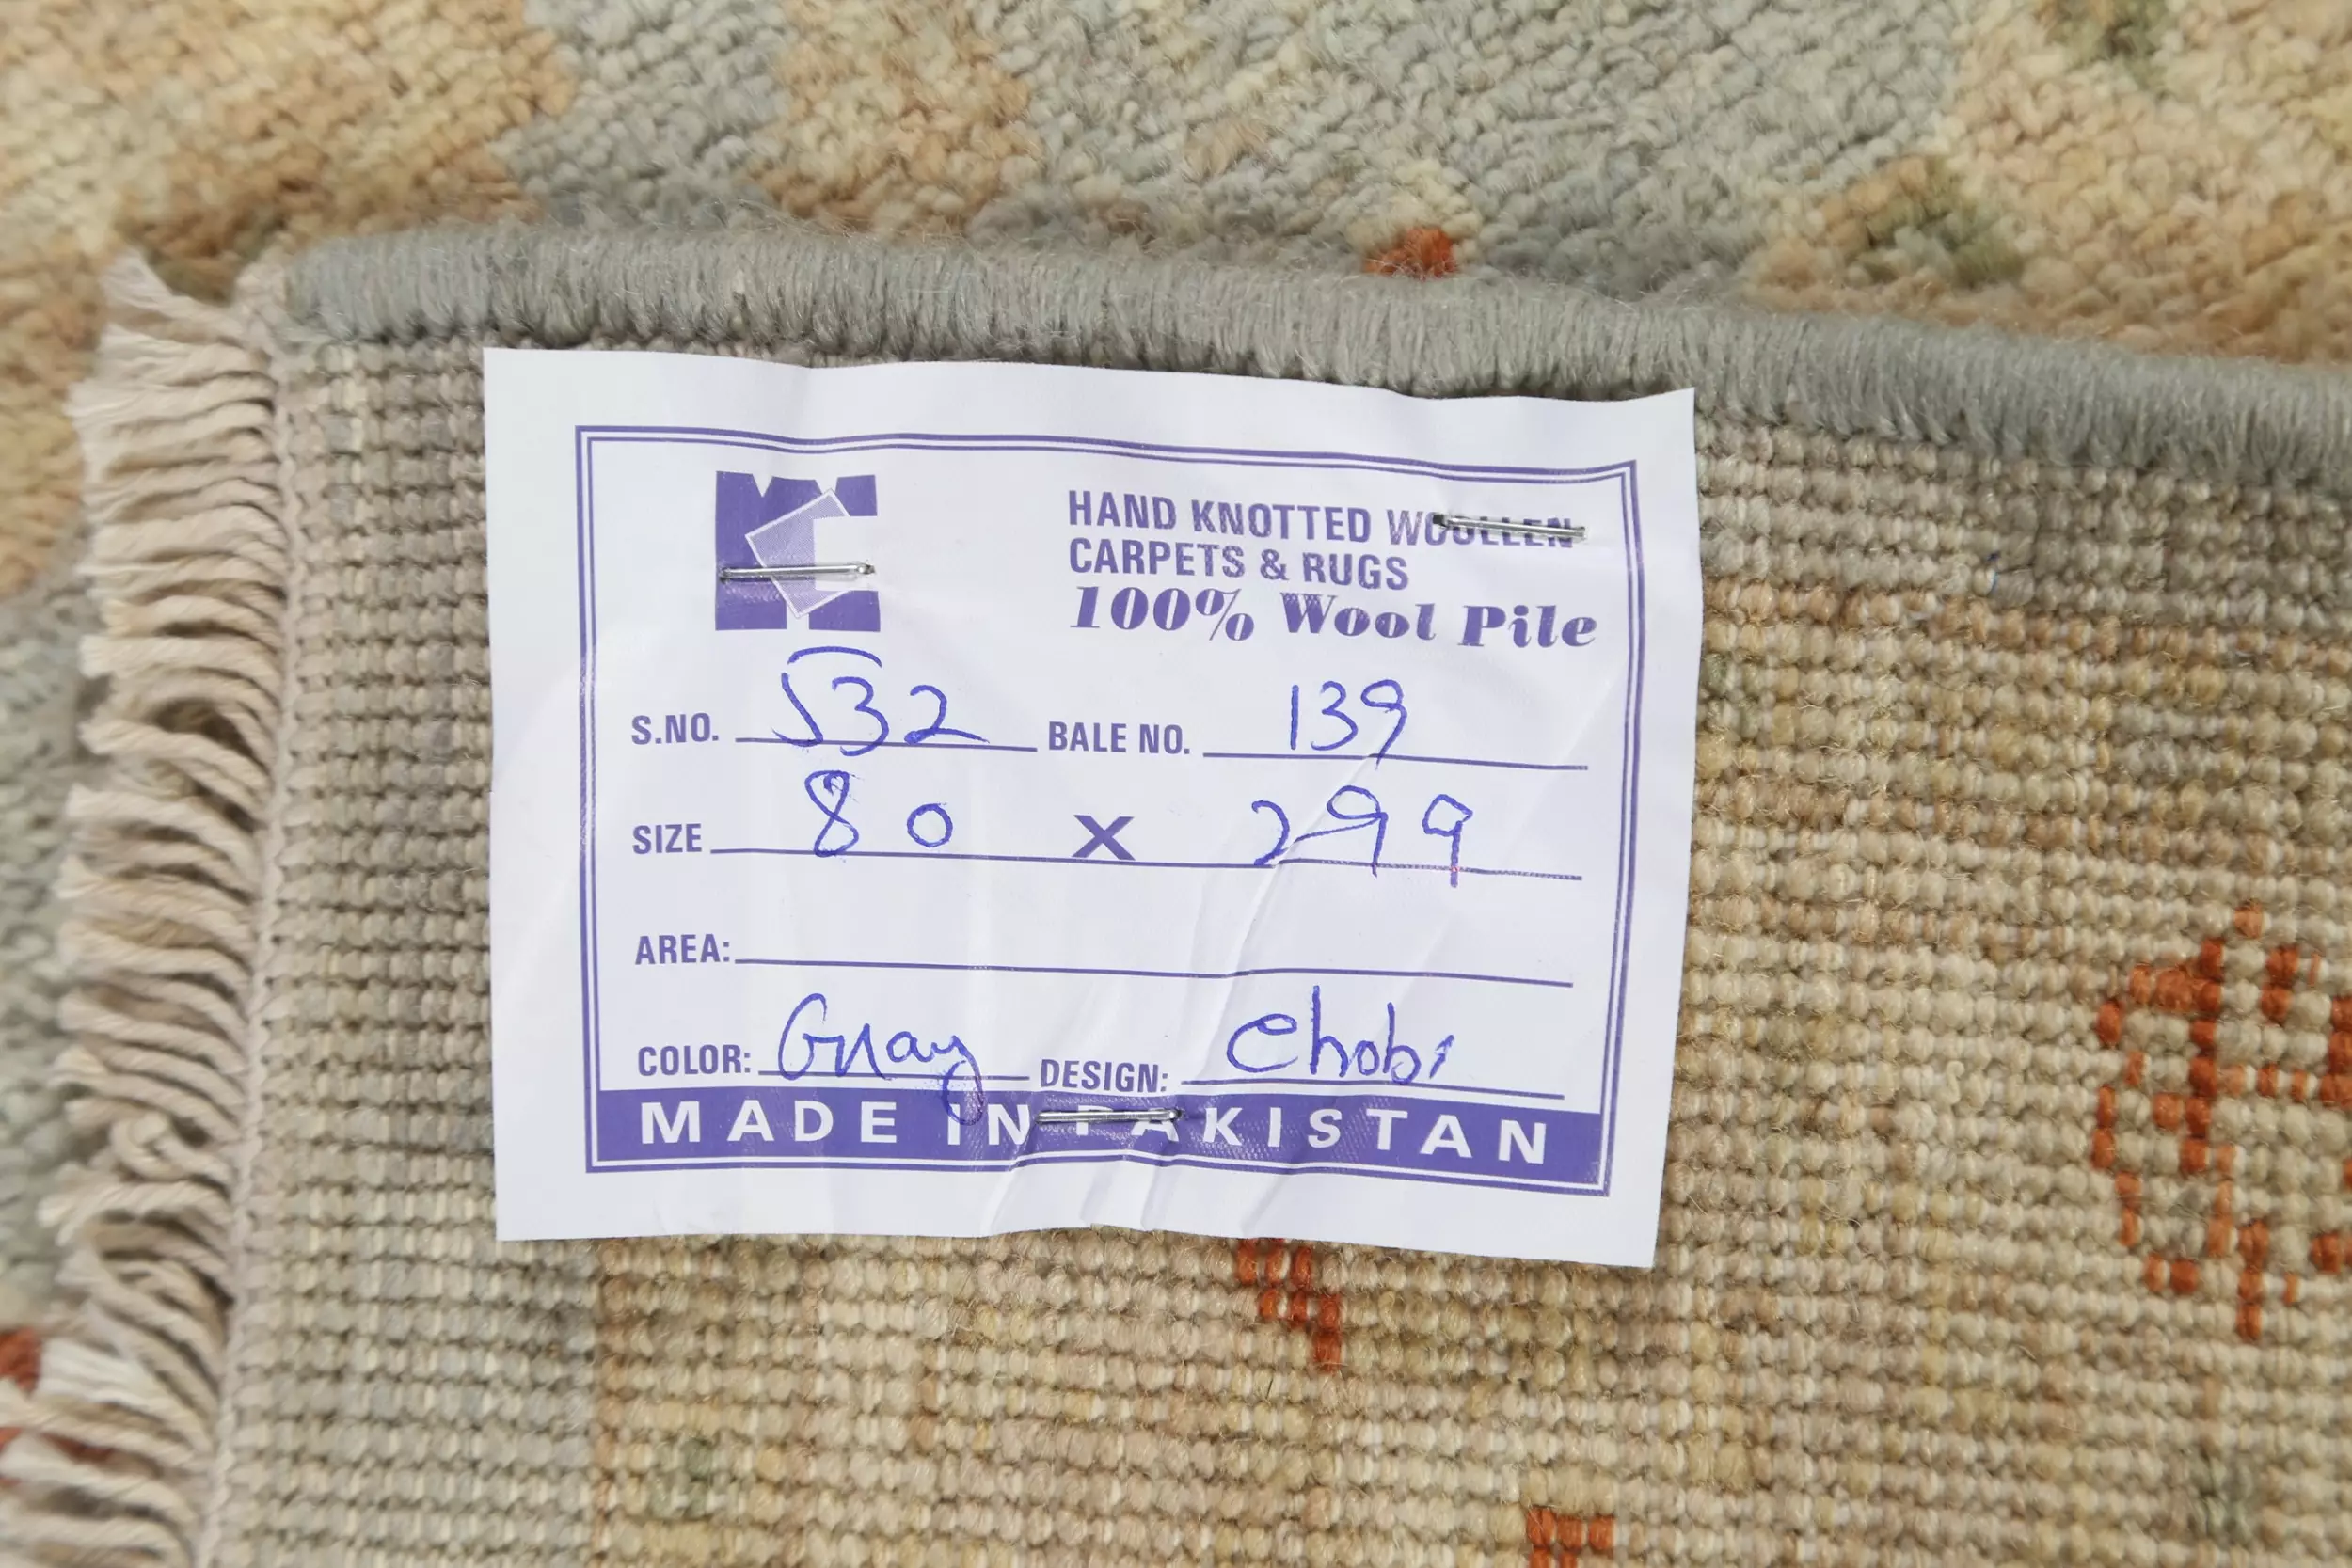 HAND KNOTTED WOOLLEN
CARPETS & RUGS
100% Wool Pile
S.NO. 532 BALE NO. 139
SIZE 80 X 299
AREA:
COLOR: Gray DESIGN: Chobi
MADE IN PAKISTAN